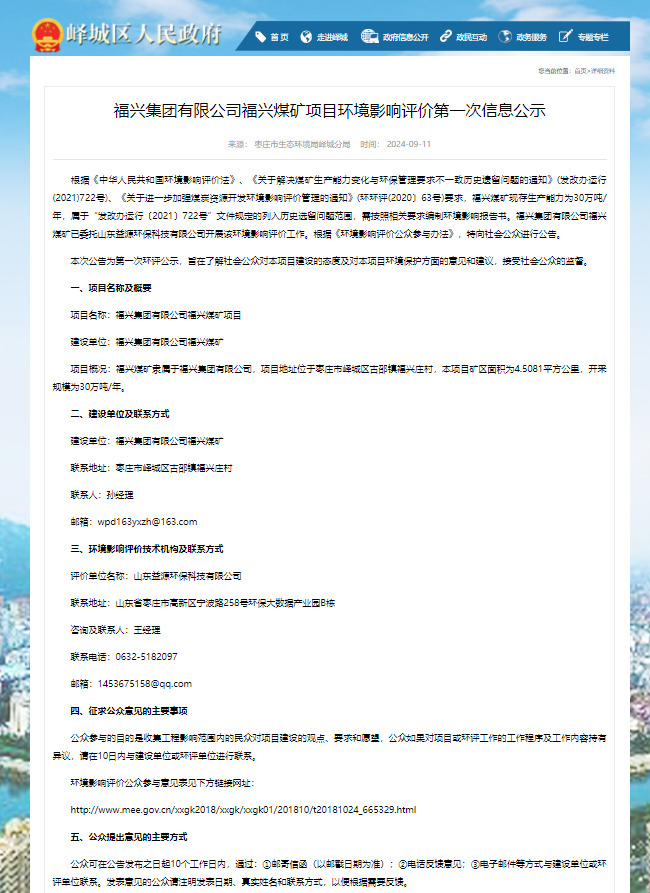 峄城区人民政府
首页 走进峄城 政府信息公开 政民互动 政务服务 专题专栏
您当前位置：首页>详细资料
福兴集团有限公司福兴煤矿项目环境影响评价第一次信息公示
来源： 枣庄市生态环境局峄城分局 时间： 2024-09-11
根据《中华人民共和国环境影响评价法》、《关于解决煤矿生产能力变化与环保管理要求不一致历史遗留问题的通知》(发改办运行
(2021)722号)、《关于进一步加强煤炭资源开发环境影响评价管理的通知》(环环评(2020）63号)要求，福兴煤矿现存生产能力为30万吨/
年，属于“发改办运行〔2021〕722号”文件规定的列入历史选留问题范围，需按照相关要求编制环境影响报告书。福兴集团有限公司福兴
煤矿已委托山东益源环保科技有限公司开展该环境影响评价工作。根据《环境影响评价公众参与办法》，特向社会公众进行公告。
本次公告为第一次环评公示，旨在了解社会公众对本项目建设的态度及对本项目环境保护方面的意见和建议，接受社会公众的监督。
一、项目名称及概要
项目名称：福兴集团有限公司福兴煤矿项目
建设单位：福兴集团有限公司福兴煤矿
项目概况：福兴煤矿隶属于福兴集团有限公司，项目地址位于枣庄市峄城区古邵镇福兴庄村，本项目矿区面积为4.5081平方公里，开采
规模为30万吨/年。
二、建设单位及联系方式
建设单位：福兴集团有限公司福兴煤矿
联系地址：枣庄市峄城区古邵镇福兴庄村
联系人：孙经理
邮箱：wpd163yxzh@163.com
三、环境影响评价技术机构及联系方式
评价单位名称：山东益源环保科技有限公司
联系地址：山东省枣庄市高新区宁波路258号环保大数据产业园B栋
咨询及联系人：王经理
联系电话：0632-5182097
邮箱：1453675158@qq.com
四、征求公众意见的主要事项
公众参与的目的是收集工程影响范围内的民众对项目建设的观点、要求和愿望，公众如果对项目或环评工作的工作程序及工作内容持有
异议，请在10日内与建设单位或环评单位进行联系。
环境影响评价公众参与意见表见下方链接网址：
http://www.mee.gov.cn/xxgk2018/xxgk/xxgk01/201810/t20181024_665329.html
五、公众提出意见的主要方式
公众可在公告发布之日起10个工作日内，通过：①邮寄信函（以邮戳日期为准）；②电话反馈意见；③电子邮件等方式与建设单位或环
评单位联系。发表意见的公众请注明发表日期、真实姓名和联系方式，以便根据需要反馈。